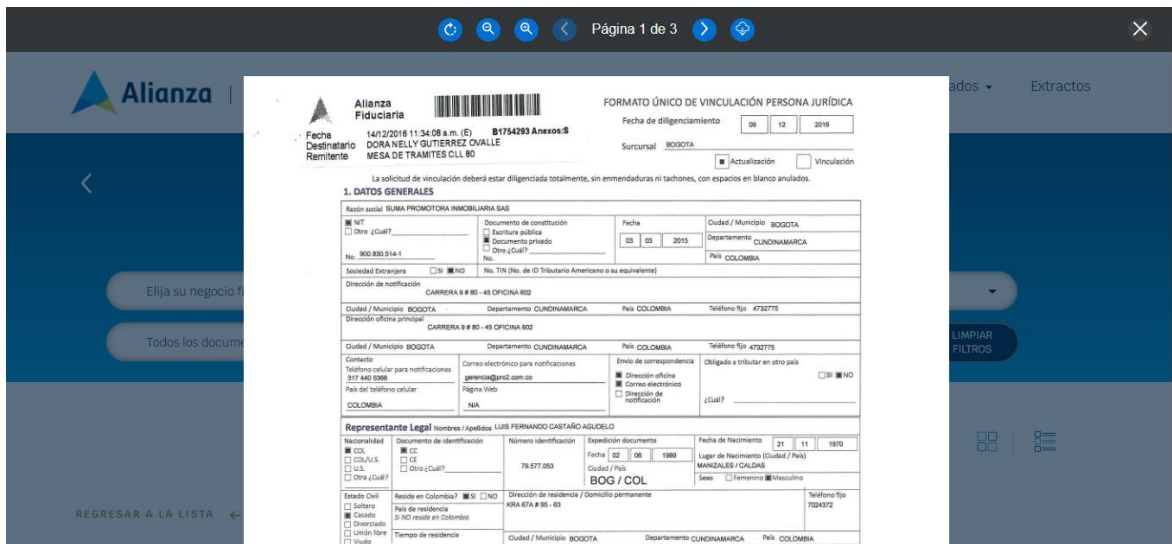 Página 1 de 3
Alianza
ados
Extractos
Alianza
Fiduciaria
FORMATO ÚNICO DE VINCULACIÓN PERSONA JURÍDICA
Fecha de diligenciamiento 09 12 2016
Fecha 14/12/2016 11:34:08 a.m. (E) B1754293 Anexos:S
Destinatario DORA NELLY GUTIERREZ OVALLE
Remitente MESA DE TRAMITES CLL 80
Surcursal BOGOTA
Actualización Vinculación
La solicitud de vinculación deberá estar diligenciada totalmente, sin enmendaduras ni tachones, con espacios en blanco anulados.
1. DATOS GENERALES
Razón social SUMA PROMOTORA INMOBILIARIA SAS
NIT
Otro ¿Cuál?
No. 900.830.514-1
Documento de constitución
Escritura pública
Documento privado
Otro ¿Cuál?
No.
Fecha
03 03 2015
Ciudad / Municipio BOGOTA
Departamento CUNDINAMARCA
País COLOMBIA
Sociedad Extranjera SI NO No. TIN (No. de ID Tributario Americano o su equivalente)
Dirección de notificación
CARRERA 9 # 80 - 45 OFICINA 602
Ciudad / Municipio BOGOTA Departamento CUNDINAMARCA País COLOMBIA Teléfono fijo 4732775
Dirección oficina principal
CARRERA 9 # 80 - 45 OFICINA 602
Ciudad / Municipio BOGOTA Departamento CUNDINAMARCA País COLOMBIA Teléfono fijo 4732775
Contacto
Teléfono celular para notificaciones
317 440 5366
País del teléfono celular
COLOMBIA
Correo electrónico para notificaciones
gerencia@pro2.com.co
Página Web
N/A
Envío de correspondencia
Dirección oficina
Correo electrónico
Dirección de
notificación
Obligado a tributar en otro país
SI NO
¿Cuál?
Representante Legal Nombres / Apellidos LUIS FERNANDO CASTAÑO AGUDELO
Nacionalidad
COL
COL/U.S.
U.S.
Otra ¿Cuál?
Documento de identificación
CC
CE
Otro ¿Cuál?
Número identificación
79.577.053
Expedición documento
Fecha 02 06 1989
Ciudad / País
BOG / COL
Fecha de Nacimiento 21 11 1970
Lugar de Nacimiento (Ciudad / País)
MANIZALES / CALDAS
Sexo Femenino Masculino
Estado Civil
Soltero
Casado
Divorciado
Unión libre
Viudo
Reside en Colombia? SI NO
País de residencia
Si NO reside en Colombia
Tiempo de residencia
Dirección de residencia / Domicilio permanente
KRA 67A # 95 - 63
Teléfono fijo
7024372
Ciudad / Municipio BOGOTA Departamento CUNDINAMARCA País COLOMBIA
Elija su negocio f
Todos los docume
LIMPIAR
FILTROS
REGRESAR A LA LISTA